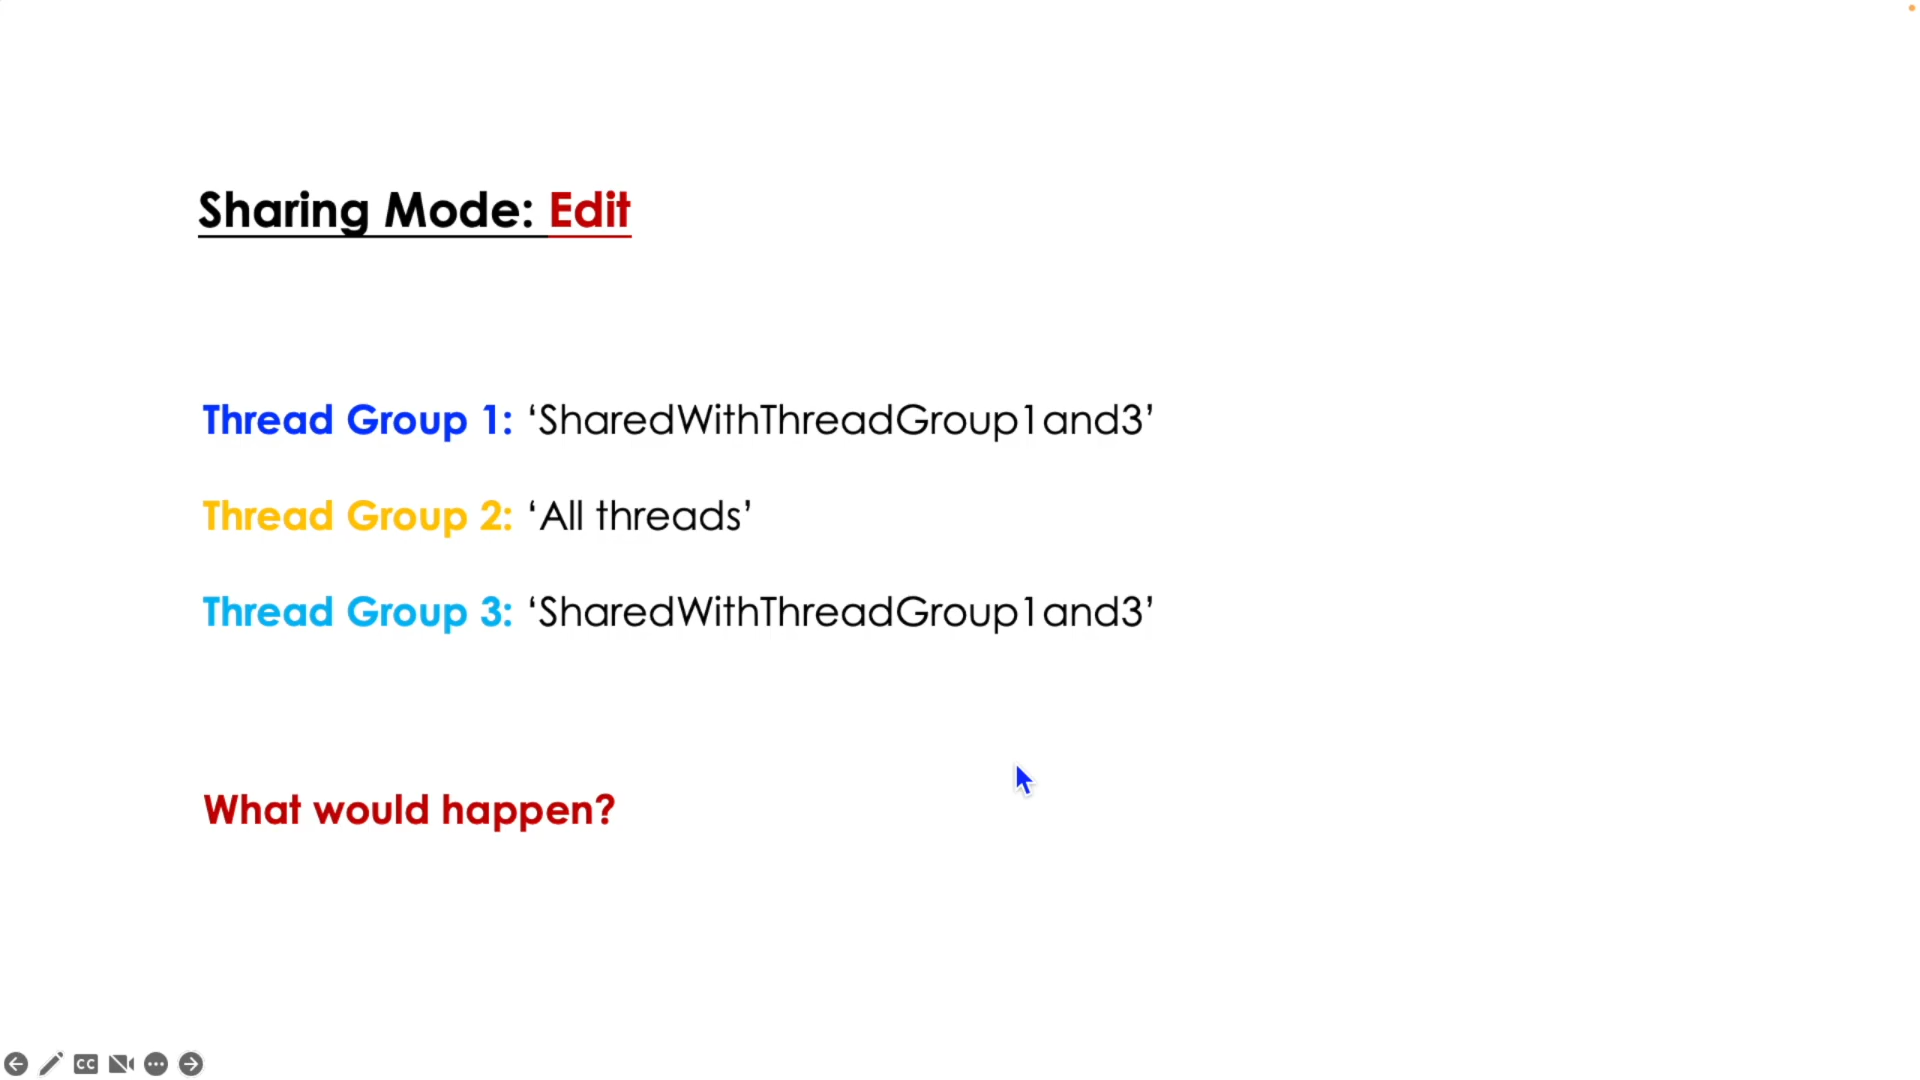 Sharing Mode: Edit
Thread Group 1: ‘SharedWithThreadGroup1and3’
Thread Group 2: ‘All threads’
Thread Group 3: ‘SharedWithThreadGroup1and3’
What would happen?
CC